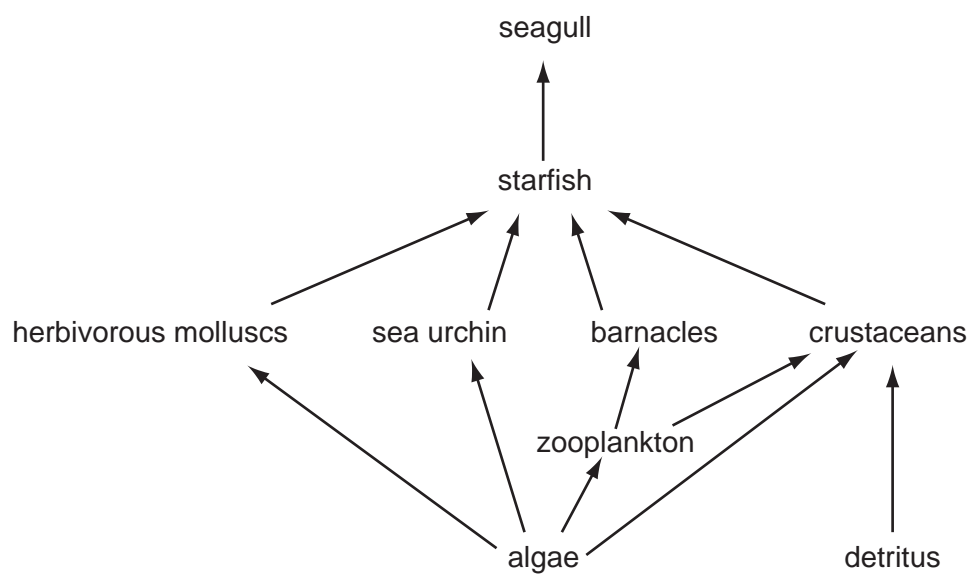 seagull
starfish
herbivorous molluscs
sea urchin
barnacles
crustaceans
zooplankton
algae
detritus